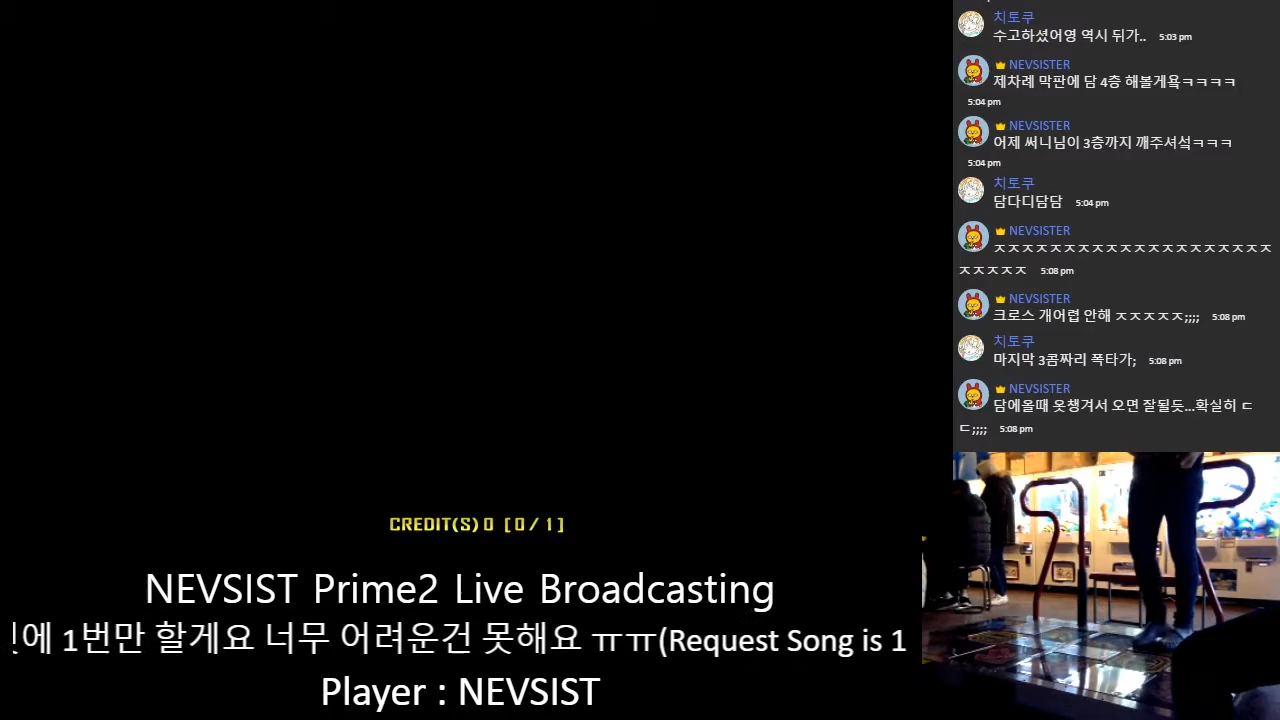 CREDIT(S) 0 [ 0 / 1 ]
NEVSIST Prime2 Live Broadcasting
에 1번만 할게요 너무 어려운건 못해요 ㅠㅠ(Request Song is 1
Player : NEVSIST
치토쿠
수고하셨어영 역시 뒤가.. 5:03 pm
NEVSISTER
제차례 막판에 담 4층 해볼게욬ㅋㅋㅋㅋ
5:04 pm
NEVSISTER
어제 써니님이 3층까지 깨주셔섴ㅋㅋㅋ
5:04 pm
치토쿠
담다디담담 5:04 pm
NEVSISTER
ㅈㅈㅈㅈㅈㅈㅈㅈㅈㅈㅈㅈㅈㅈㅈㅈㅈㅈㅈㅈ
ㅈㅈㅈㅈㅈ 5:08 pm
NEVSISTER
크로스 개어렵 안해 ㅈㅈㅈㅈㅈ;;;; 5:08 pm
치토쿠
마지막 3콤짜리 폭타가; 5:08 pm
NEVSISTER
담에올때 옷챙겨서 오면 잘될듯...확실히 ㄷ
ㄷ;;;; 5:08 pm